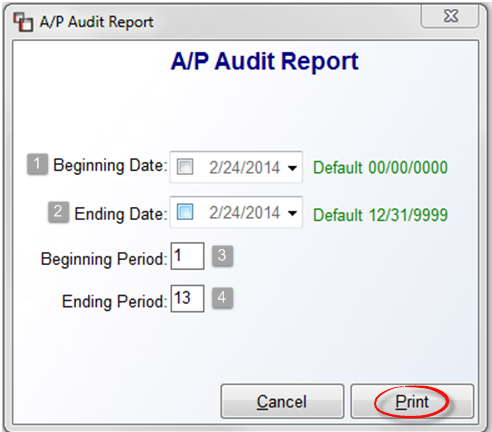 A/P Audit Report
A/P Audit Report
1 Beginning Date: 2/24/2014 Default 00/00/0000
2 Ending Date: 2/24/2014 Default 12/31/9999
Beginning Period: 1 3
Ending Period: 13 4
Cancel Print